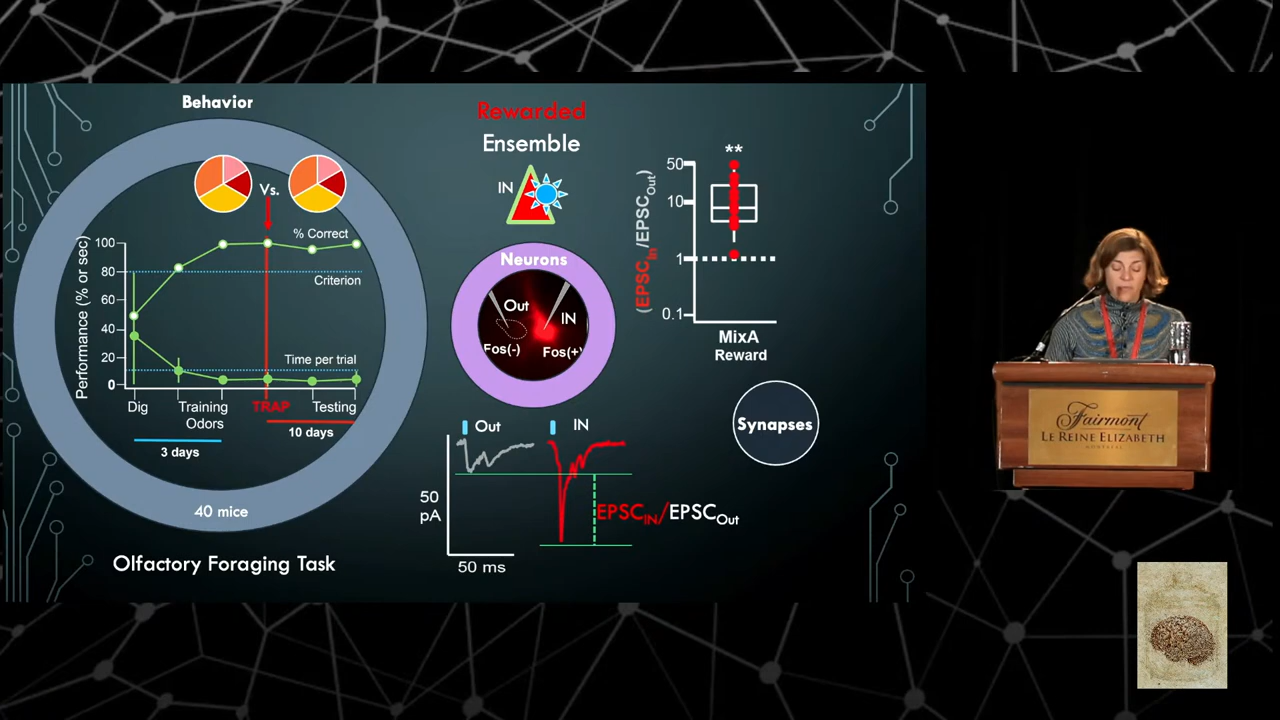 Behavior
Vs.
% Correct
100
80
60
40
20
0
Performance (% or sec)
Criterion
Time per trial
Dig
Training
Odors
TRAP
Testing
3 days
10 days
40 mice
Olfactory Foraging Task
Rewarded
Ensemble
IN
Neurons
Out
IN
Fos(-)
Fos(+)
Out
IN
50
pA
50 ms
EPSCIN/EPSCOut
**
50
10
1
0.1
(EPSCIn/EPSCOut)
MixA
Reward
Synapses
Fairmont
LE REINE ELIZABETH
MONTRÉAL